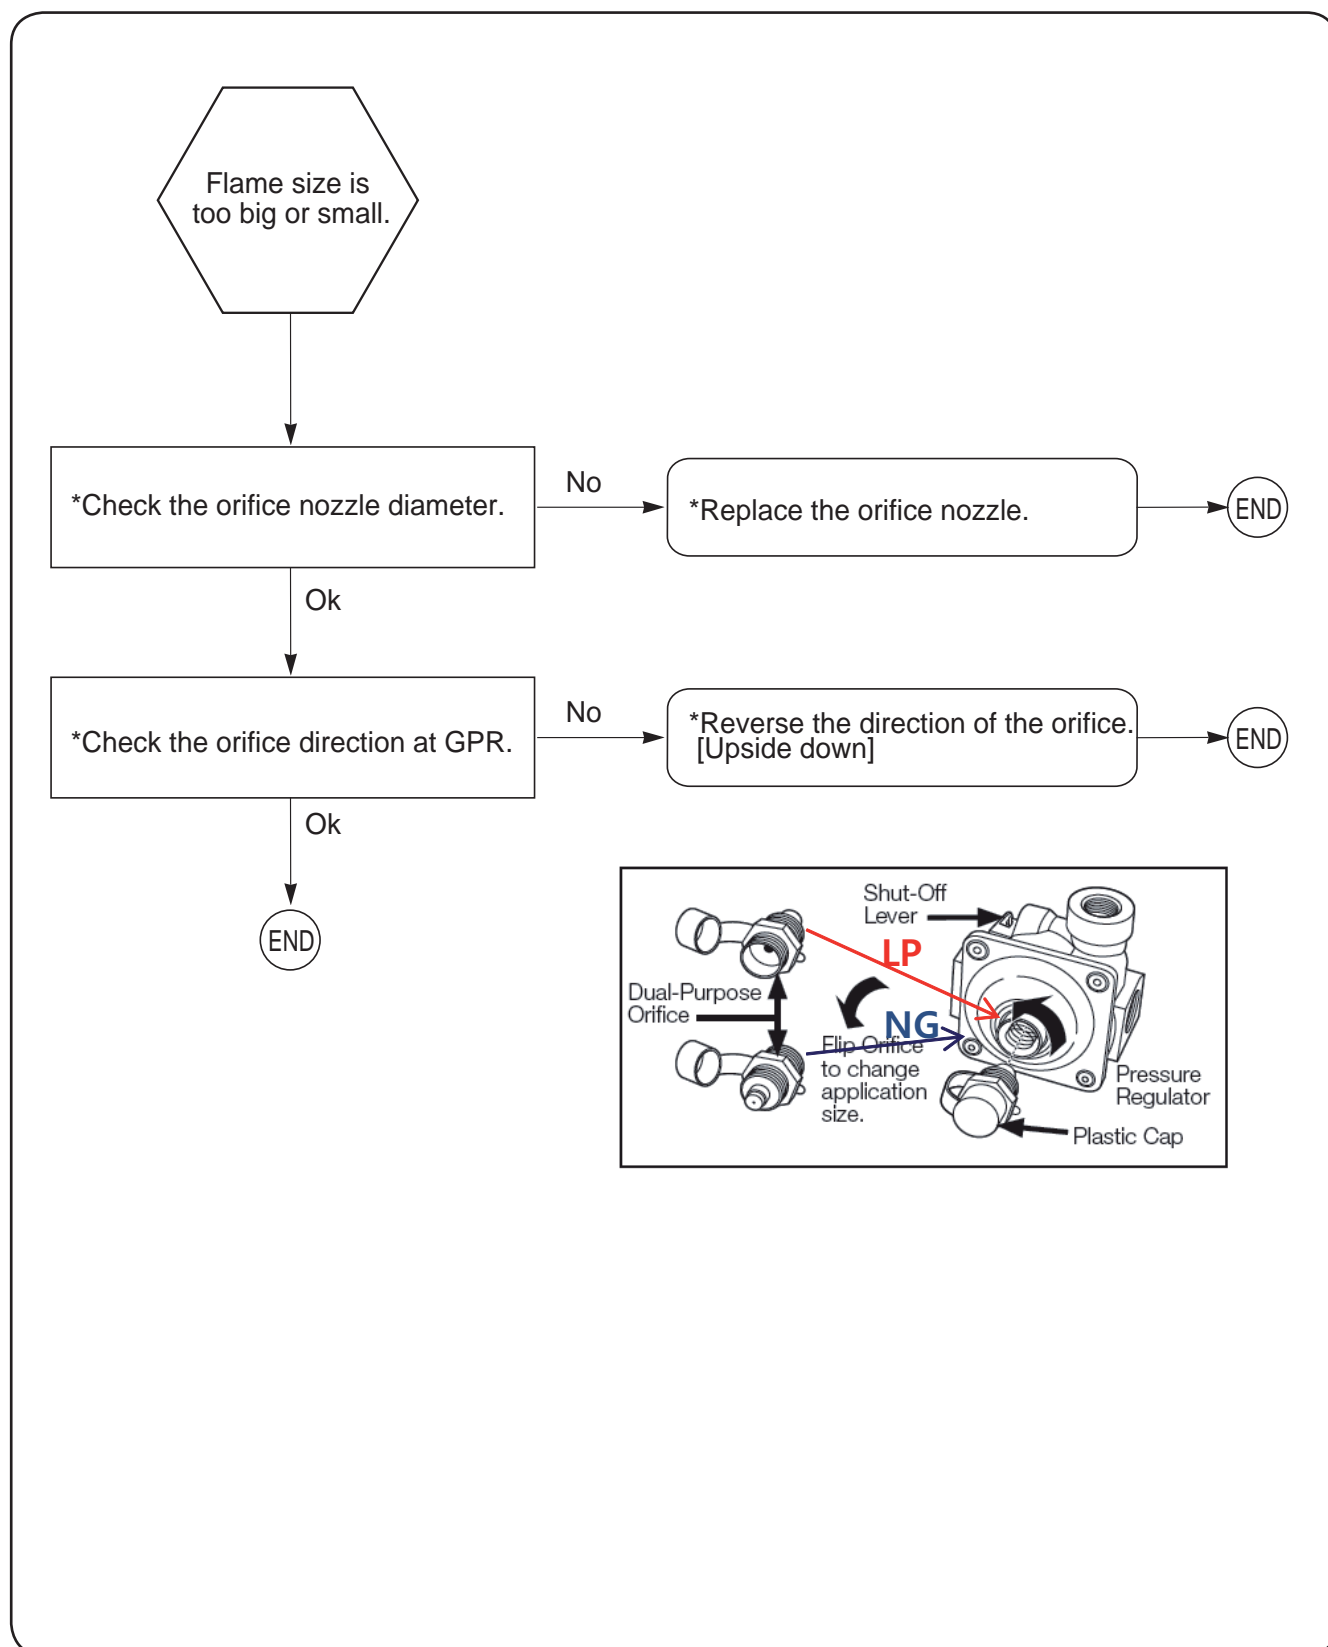 Flame size is
too big or small.
*Check the orifice nozzle diameter.
No
*Replace the orifice nozzle.
END
Ok
*Check the orifice direction at GPR.
No
*Reverse the direction of the orifice.
[Upside down]
END
Ok
END
Shut-Off
Lever
LP
Dual-Purpose
Orifice
NG
Flip Orifice
to change
application
size.
Pressure
Regulator
Plastic Cap